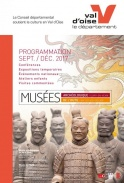 Le Conseil départemental
soutient la culture en Val d'Oise
val
d'oise
le département
PROGRAMMATION
SEPT. / DÉC. 2017
Conférences
Expositions temporaires
Événements nationaux
Ateliers enfants
Visites commentées
MUSÉES
ARCHÉOLOGIQUE